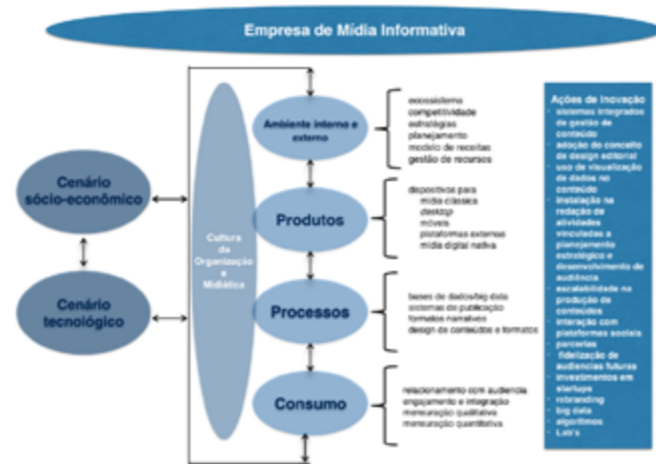 Empresa de Mídia Informativa
Cenário
sócio-econômico
Cenário
tecnológico
Cultura
da
Organização
e
Midiática
Ambiente interno e
externo
Produtos
Processos
Consumo
ecossistema
competitividade
estratégias
planejamento
modelo de receitas
gestão de recursos
dispositivos para
mídia clássica
desktop
móveis
plataformas externas
mídia digital nativa
bases de dados/big data
sistemas de publicação
formatos narrativos
design de conteúdos e formatos
relacionamento com audiencia
engajamento e integração
mensuração qualitativa
mensuração quantitativa
Ações de Inovação
- sistemas integrados
de gestão de
conteúdo
- adoção do conceito
de design editorial
- uso de visualização
de dados no
conteúdo
- instalação na
redação de
atividades
vinculadas a
planejamento
estratégico e
desenvolvimento de
audiência
- escalabilidade na
produção de
conteúdos
- interação com
plataformas sociais
- parcerias
- fidelização de
audiencias futuras
- investimentos em
startups
- rebranding
- big data
- algoritmos
- Lab's